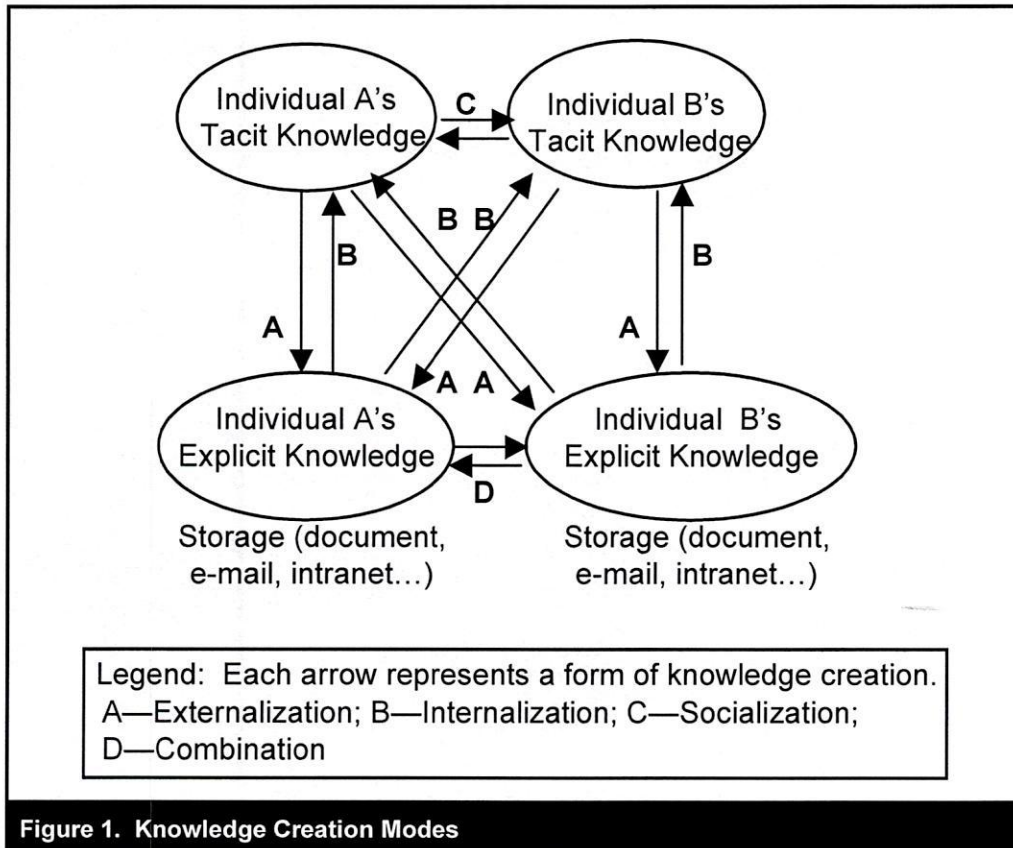 Individual A's
Tacit Knowledge
C
Individual B's
Tacit Knowledge
B B
B
B
A
A
A A
Individual A's
Explicit Knowledge
Individual B's
Explicit Knowledge
D
Storage (document,
e-mail, intranet…)
Storage (document,
e-mail, intranet…)
Legend: Each arrow represents a form of knowledge creation.
A—Externalization; B—Internalization; C—Socialization;
D—Combination
Figure 1. Knowledge Creation Modes